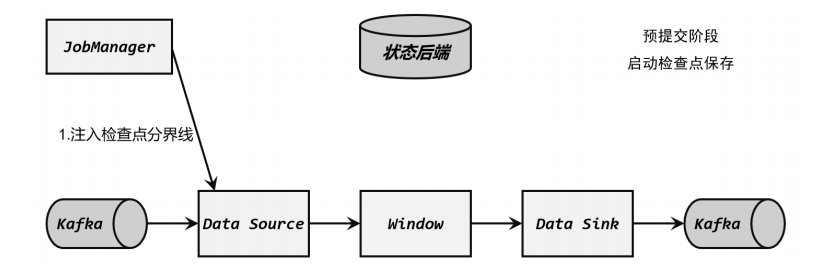 JobManager
状态后端
预提交阶段
启动检查点保存
1.注入检查点分界线
Kafka
Data Source
Window
Data Sink
Kafka